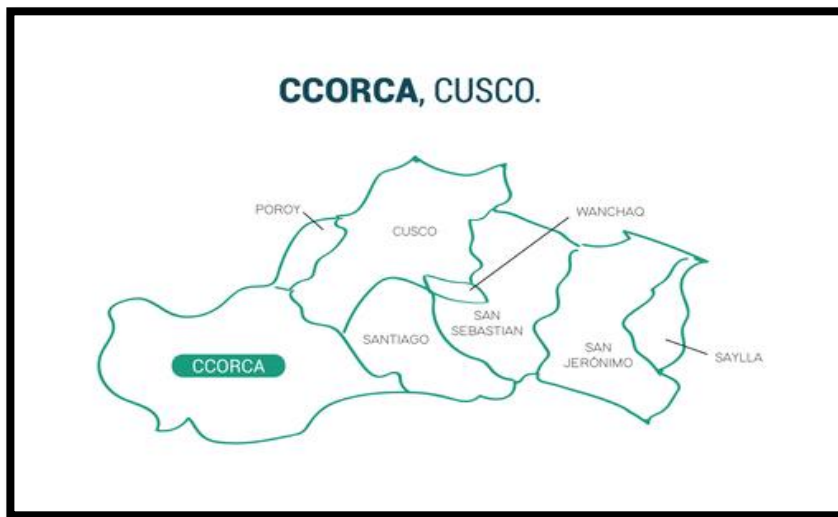 CCORCA, CUSCO.
POROY
WANCHAQ
CUSCO
SAN
SEBASTIAN
SANTIAGO
SAN
JERÓNIMO
SAYLLA
CCORCA